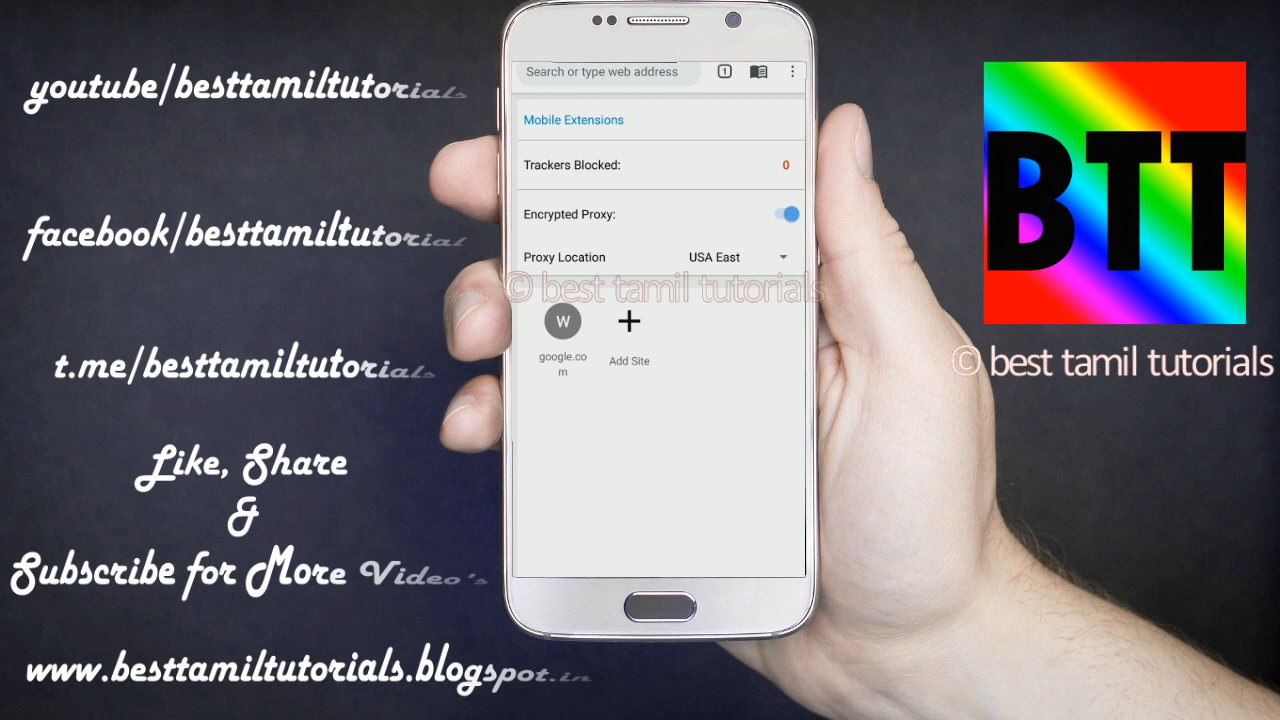 youtube/besttamiltutorials
facebook/besttamiltutorial
t.me/besttamiltutorials
Like, Share
&
Subscribe for More Video's
www.besttamiltutorials.blogspot.in
Search or type web address
1
Mobile Extensions
Trackers Blocked: 0
Encrypted Proxy:
Proxy Location USA East
© best tamil tutorials
W
google.co
m
+
Add Site
BTT
© best tamil tutorials